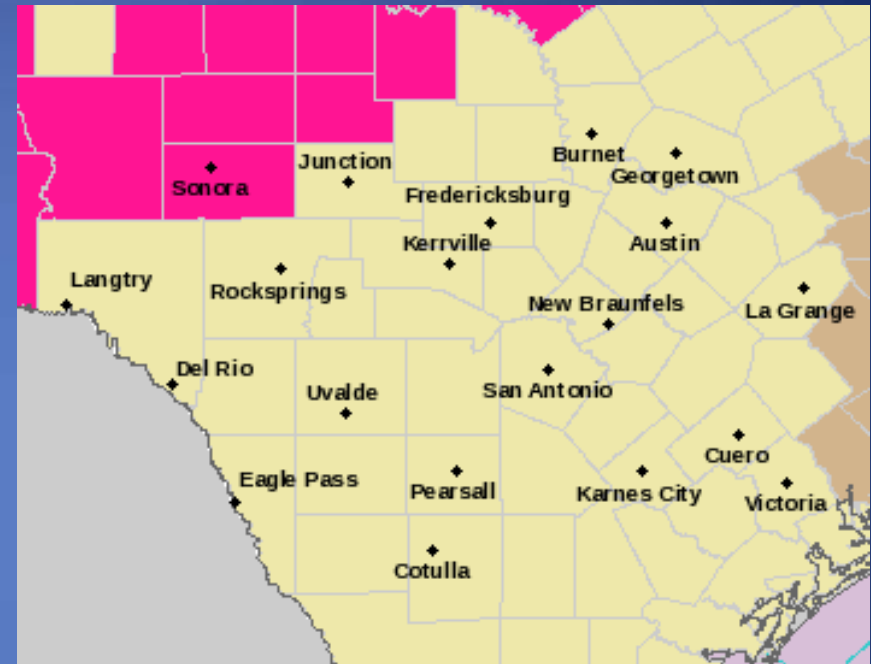 Burnet
Junction
Georgetown
Sonora
Fredericksburg
Kerrville
Austin
Langtry
Rocksprings
New Braunfels
La Grange
Del Rio
Uvalde
San Antonio
Cuero
Eagle Pass
Pearsall
Karnes City
Victoria
Cotulla